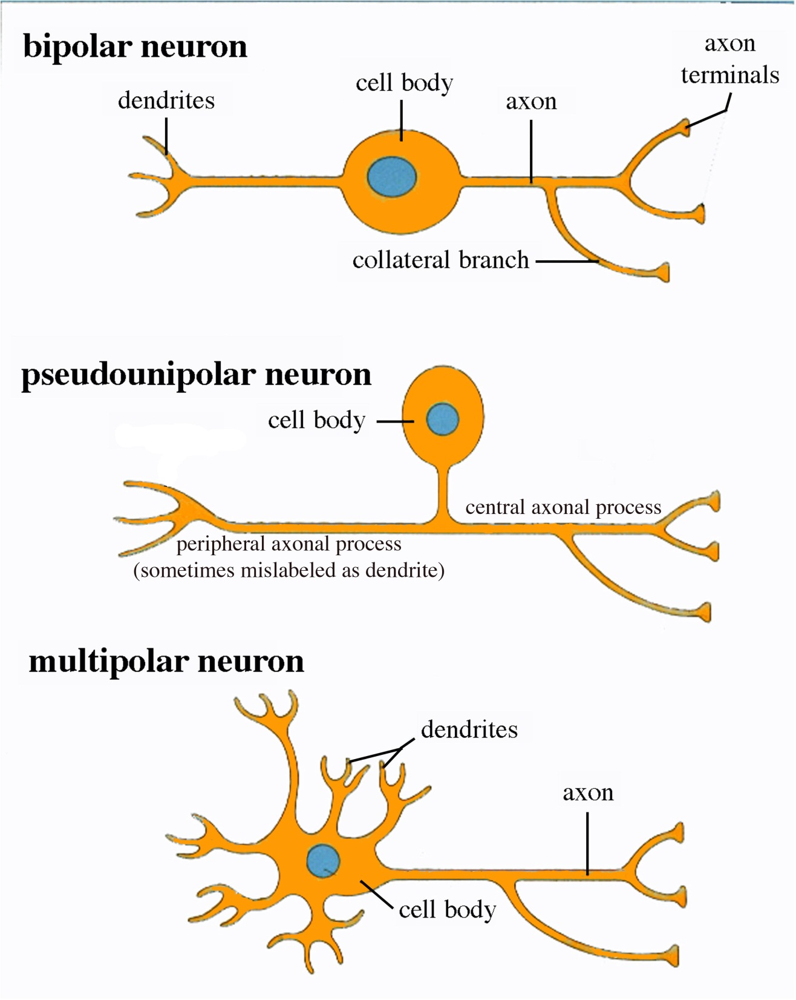 bipolar neuron
axon
terminals
cell body
dendrites
axon
collateral branch
pseudounipolar neuron
cell body
central axonal process
peripheral axonal process
(sometimes mislabeled as dendrite)
multipolar neuron
dendrites
axon
cell body